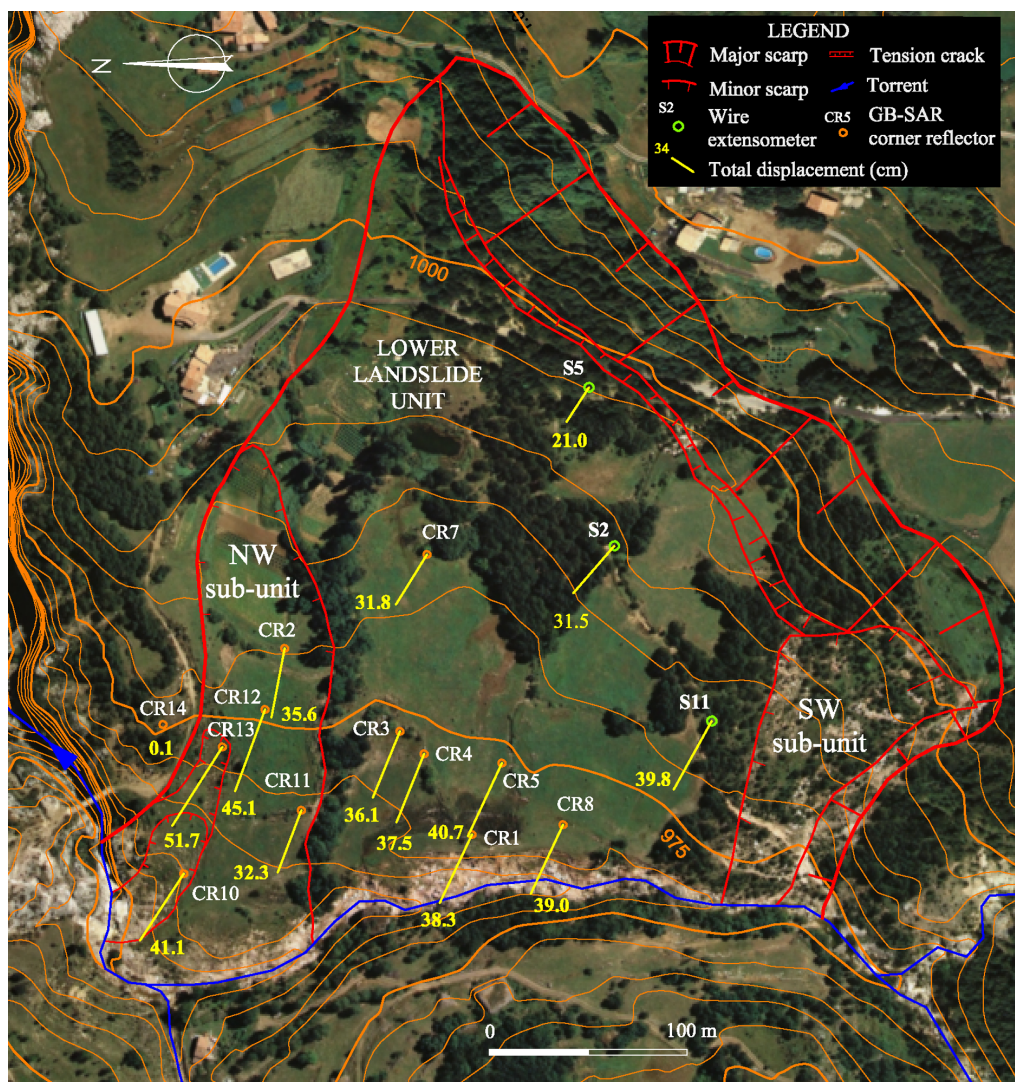 LEGEND
Major scarp
Tension crack
Minor scarp
Torrent
S2
Wire
extensometer
CR5
GB-SAR
corner reflector
34
Total displacement (cm)
N
1000
LOWER
LANDSLIDE
UNIT
S5
21.0
CR7
31.8
S2
31.5
NW
sub-unit
CR2
35.6
CR12
45.1
CR14
0.1
CR13
51.7
CR3
36.1
CR4
37.5
CR5
40.7
S11
39.8
SW
sub-unit
CR11
32.3
CR1
38.3
CR8
39.0
975
CR10
41.1
0
100 m